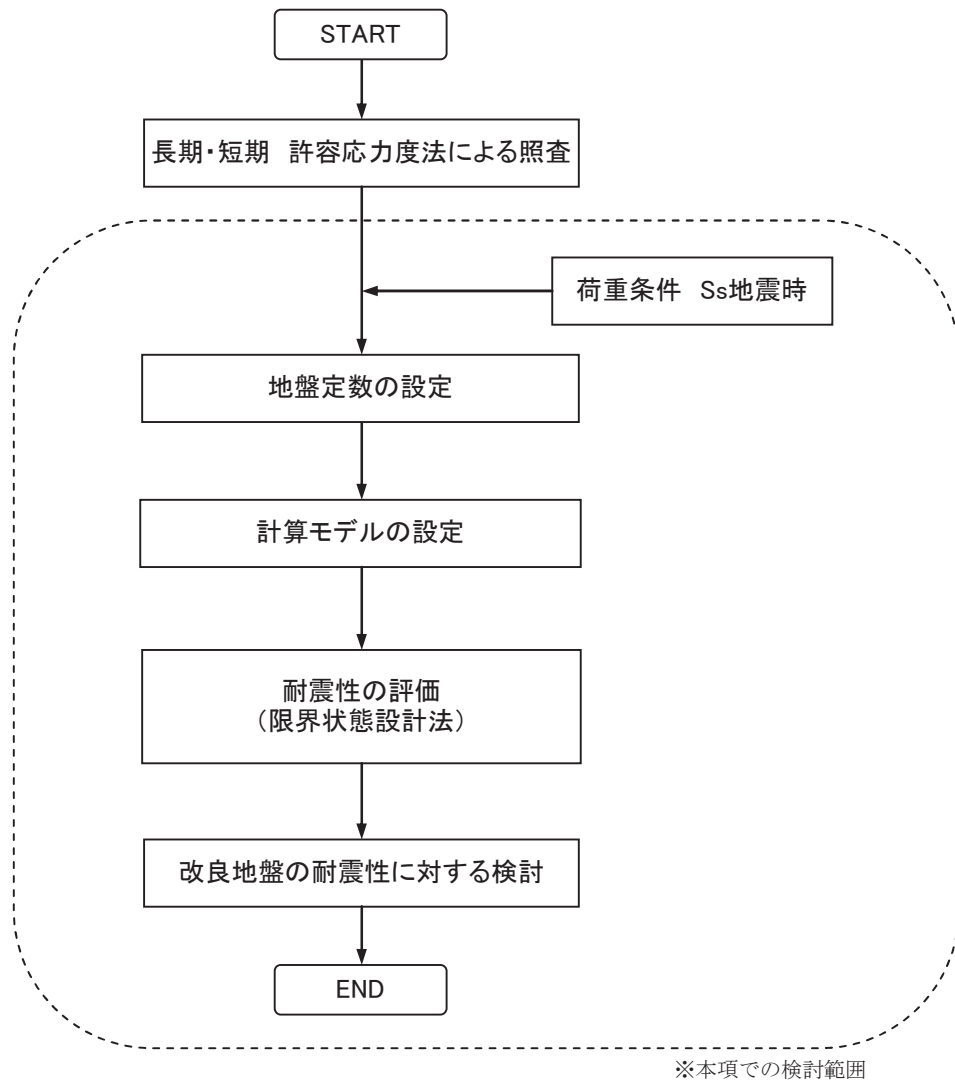 START
長期・短期　許容応力度法による照査
荷重条件　Ss地震時
地盤定数の設定
計算モデルの設定
耐震性の評価
（限界状態設計法）
改良地盤の耐震性に対する検討
END
※本項での検討範囲